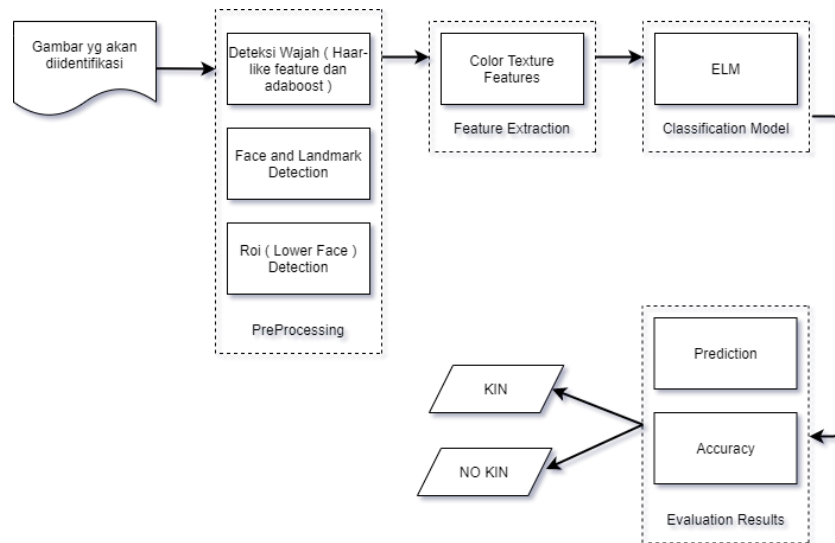 Gambar yg akan
diidentifikasi
Deteksi Wajah ( Haar-
like feature dan
adaboost )
Face and Landmark
Detection
Roi ( Lower Face )
Detection
PreProcessing
Color Texture
Features
Feature Extraction
ELM
Classification Model
Prediction
Accuracy
Evaluation Results
KIN
NO KIN